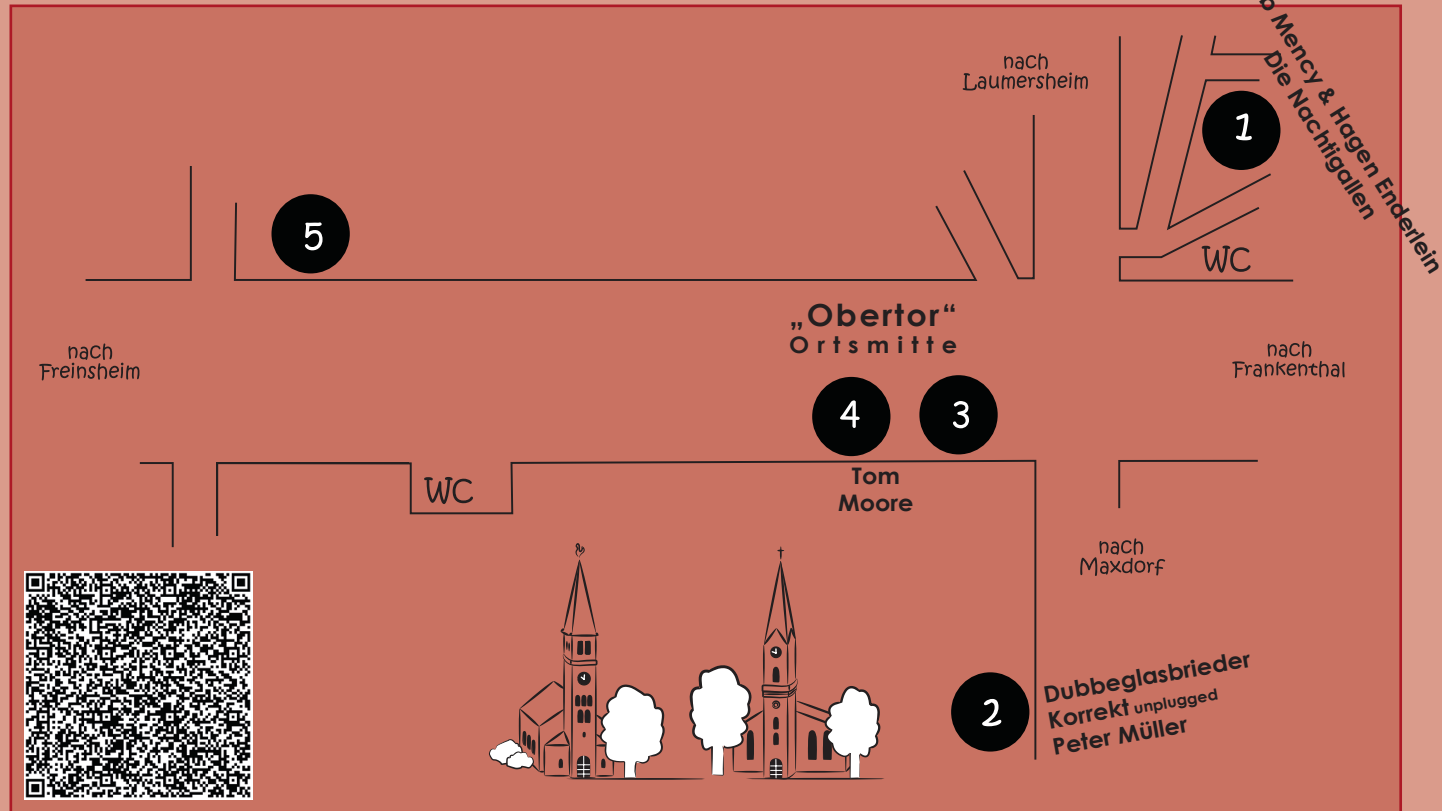 Mency & Hagen Enderlein
Die Nachtigallen
nach
Laumersheim
1
5
WC
„Obertor“
Ortsmitte
nach
Freinsheim
nach
Frankenthal
4
3
Tom
Moore
WC
nach
Maxdorf
2
Dubbeglasbrieder
Korrekt unplugged
Peter Müller